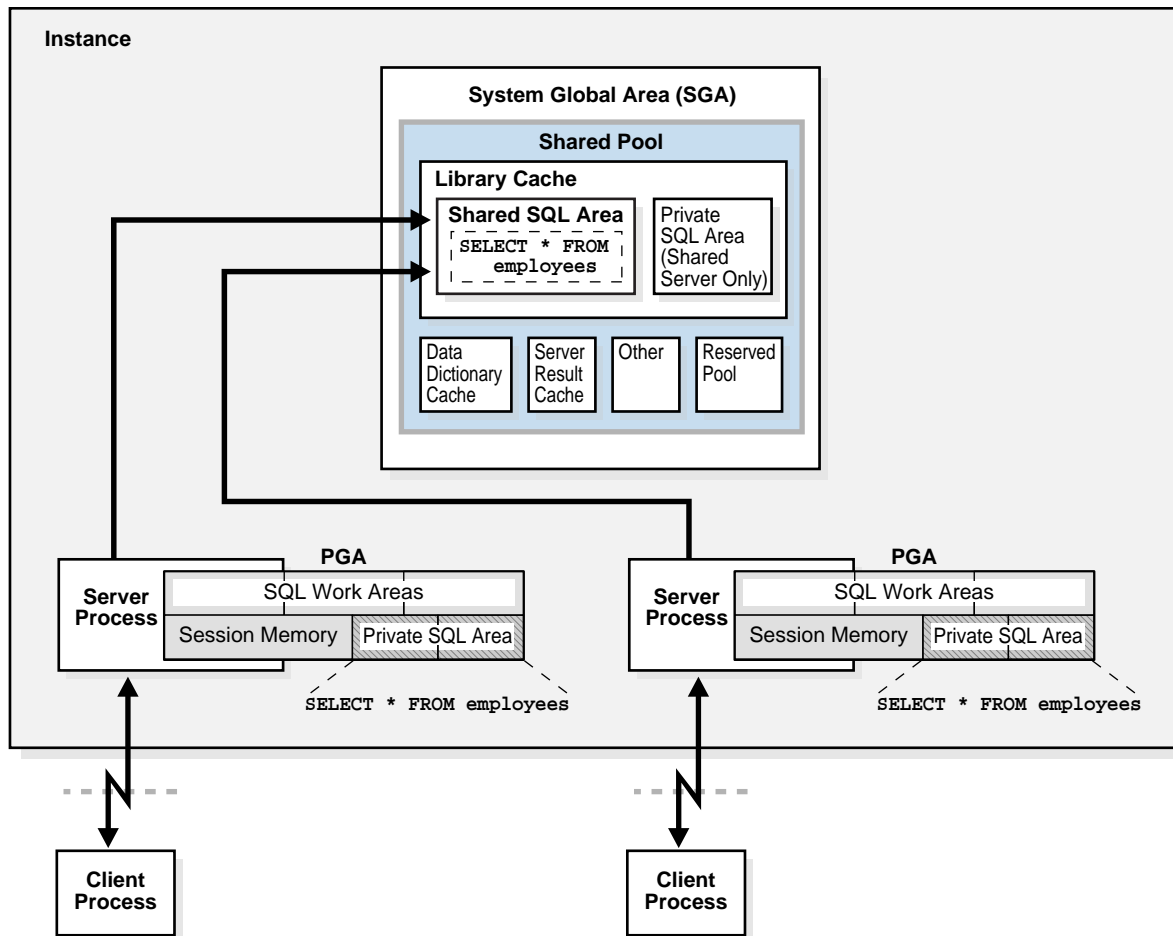 Instance
System Global Area (SGA)
Shared Pool
Library Cache
Shared SQL Area
SELECT * FROM
employees
Private
SQL Area
(Shared
Server Only)
Data
Dictionary
Cache
Server
Result
Cache
Other
Reserved
Pool
PGA
Server
Process
SQL Work Areas
Session Memory
Private SQL Area
SELECT * FROM employees
PGA
Server
Process
SQL Work Areas
Session Memory
Private SQL Area
SELECT * FROM employees
Client
Process
Client
Process